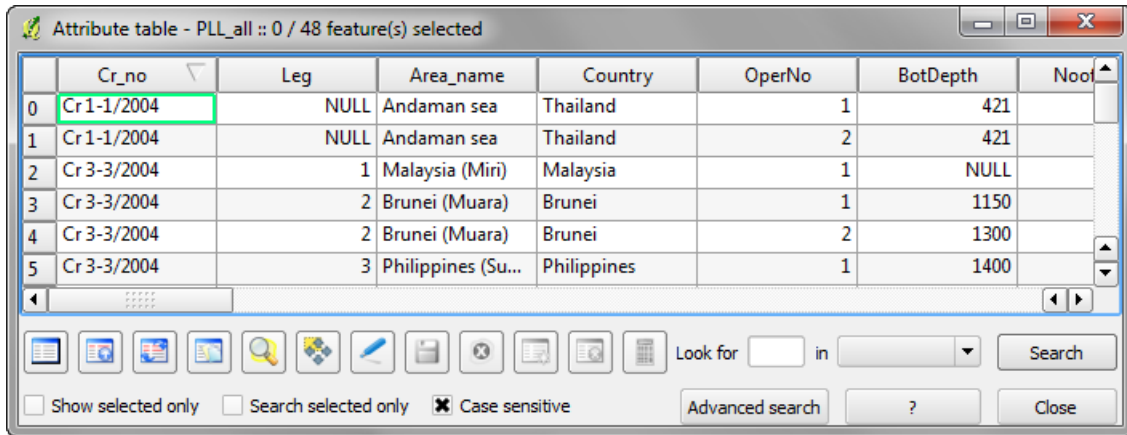 Attribute table - PLL_all :: 0 / 48 feature(s) selected
Cr_no Leg Area_name Country OperNo BotDepth Noof
0 Cr 1-1/2004 NULL Andaman sea Thailand 1 421
1 Cr 1-1/2004 NULL Andaman sea Thailand 2 421
2 Cr 3-3/2004 1 Malaysia (Miri) Malaysia 1 NULL
3 Cr 3-3/2004 2 Brunei (Muara) Brunei 1 1150
4 Cr 3-3/2004 2 Brunei (Muara) Brunei 2 1300
5 Cr 3-3/2004 3 Philippines (Su... Philippines 1 1400
Look for in Search
Show selected only Search selected only Case sensitive Advanced search ? Close